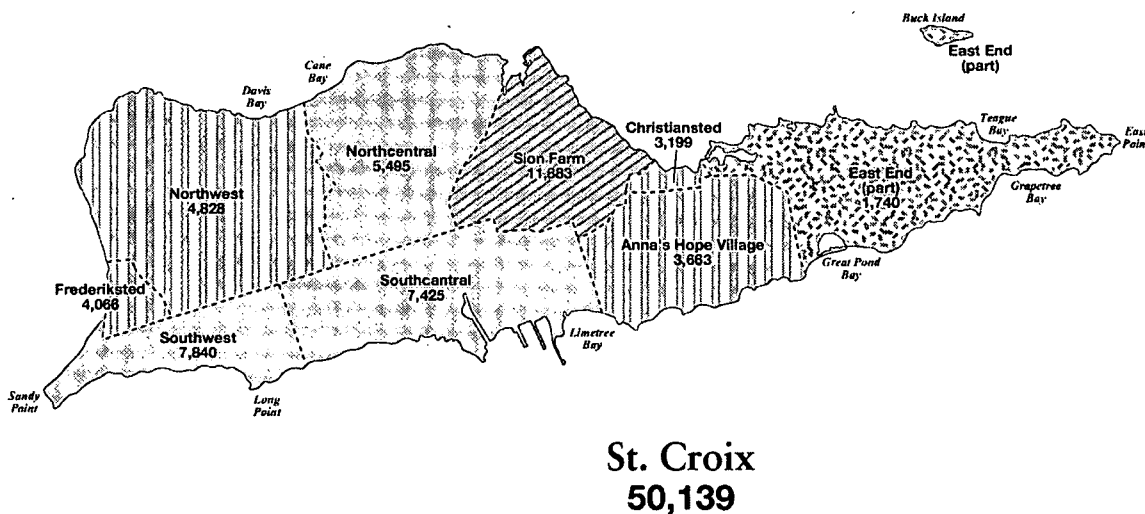 Buck Island
East End
(part)
Cane
Bay
Davis
Bay
Teague
Bay
East
Point
Christiansted
3,199
Northcentral
5,495
Sion Farm
11,883
East End
(part)
1,740
Grapetree
Bay
Northwest
4,828
Anna's Hope Village
3,663
Great Pond
Bay
Frederiksted
4,066
Southcantral
7,425
Southwest
7,840
Limetree
Bay
Sandy
Point
Long
Point
St. Croix
50,139